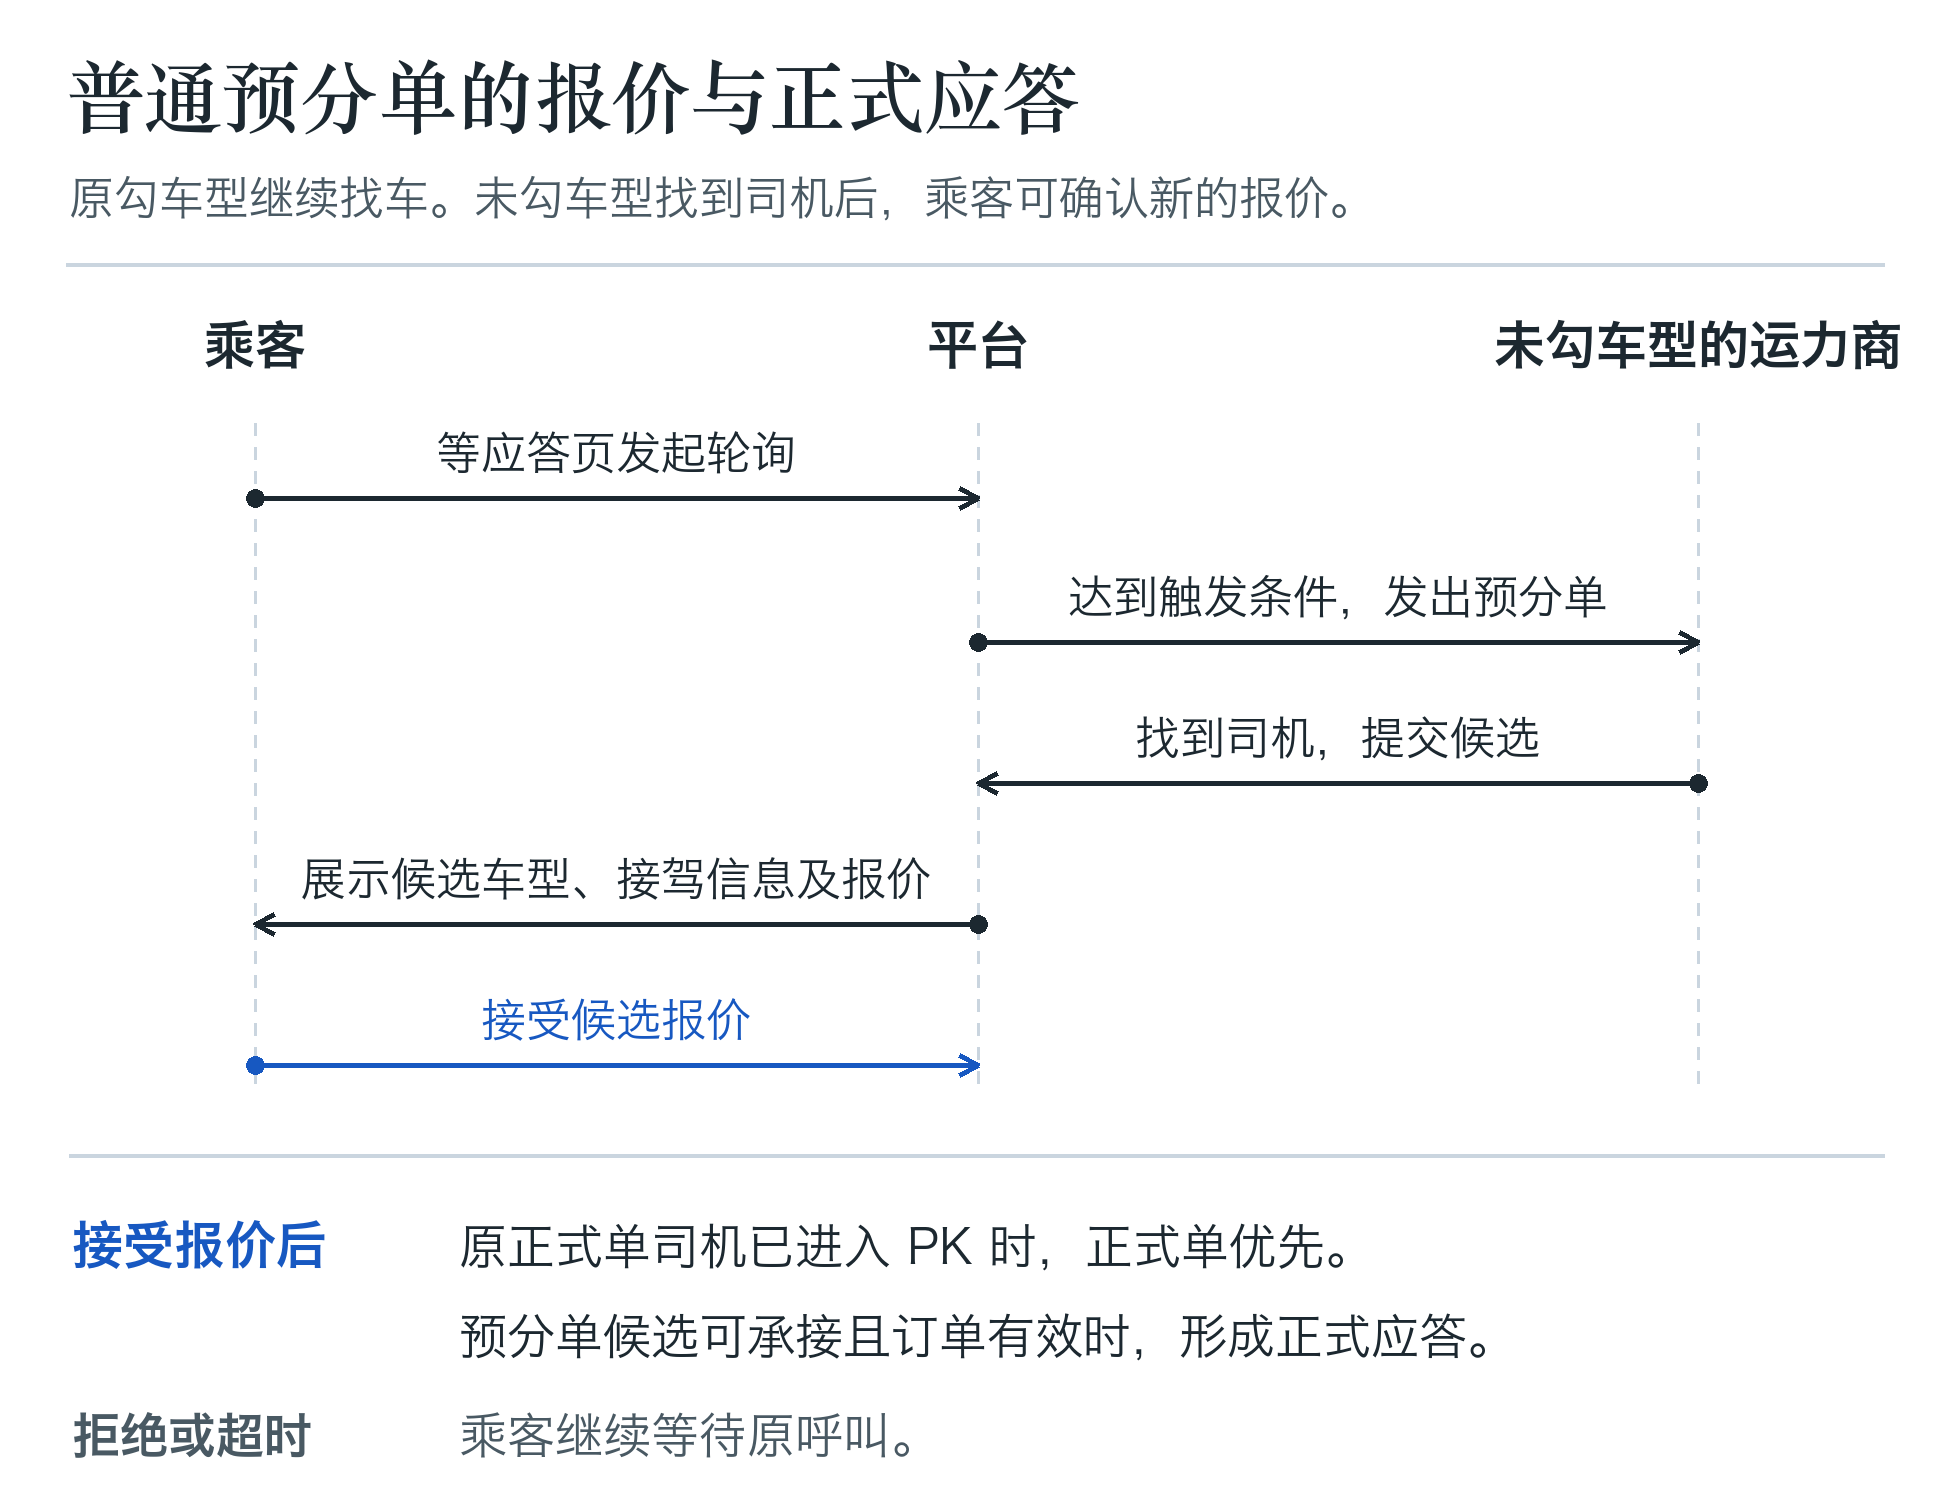 普通预分单的报价与正式应答
原勾车型继续找车。未勾车型找到司机后，乘客可确认新的报价。
乘客 平台 未勾车型的运力商
等应答页发起轮询
达到触发条件，发出预分单
找到司机，提交候选
展示候选车型、接驾信息及报价
接受候选报价
接受报价后 原正式单司机已进入 PK 时，正式单优先。
预分单候选可承接且订单有效时，形成正式应答。
拒绝或超时 乘客继续等待原呼叫。